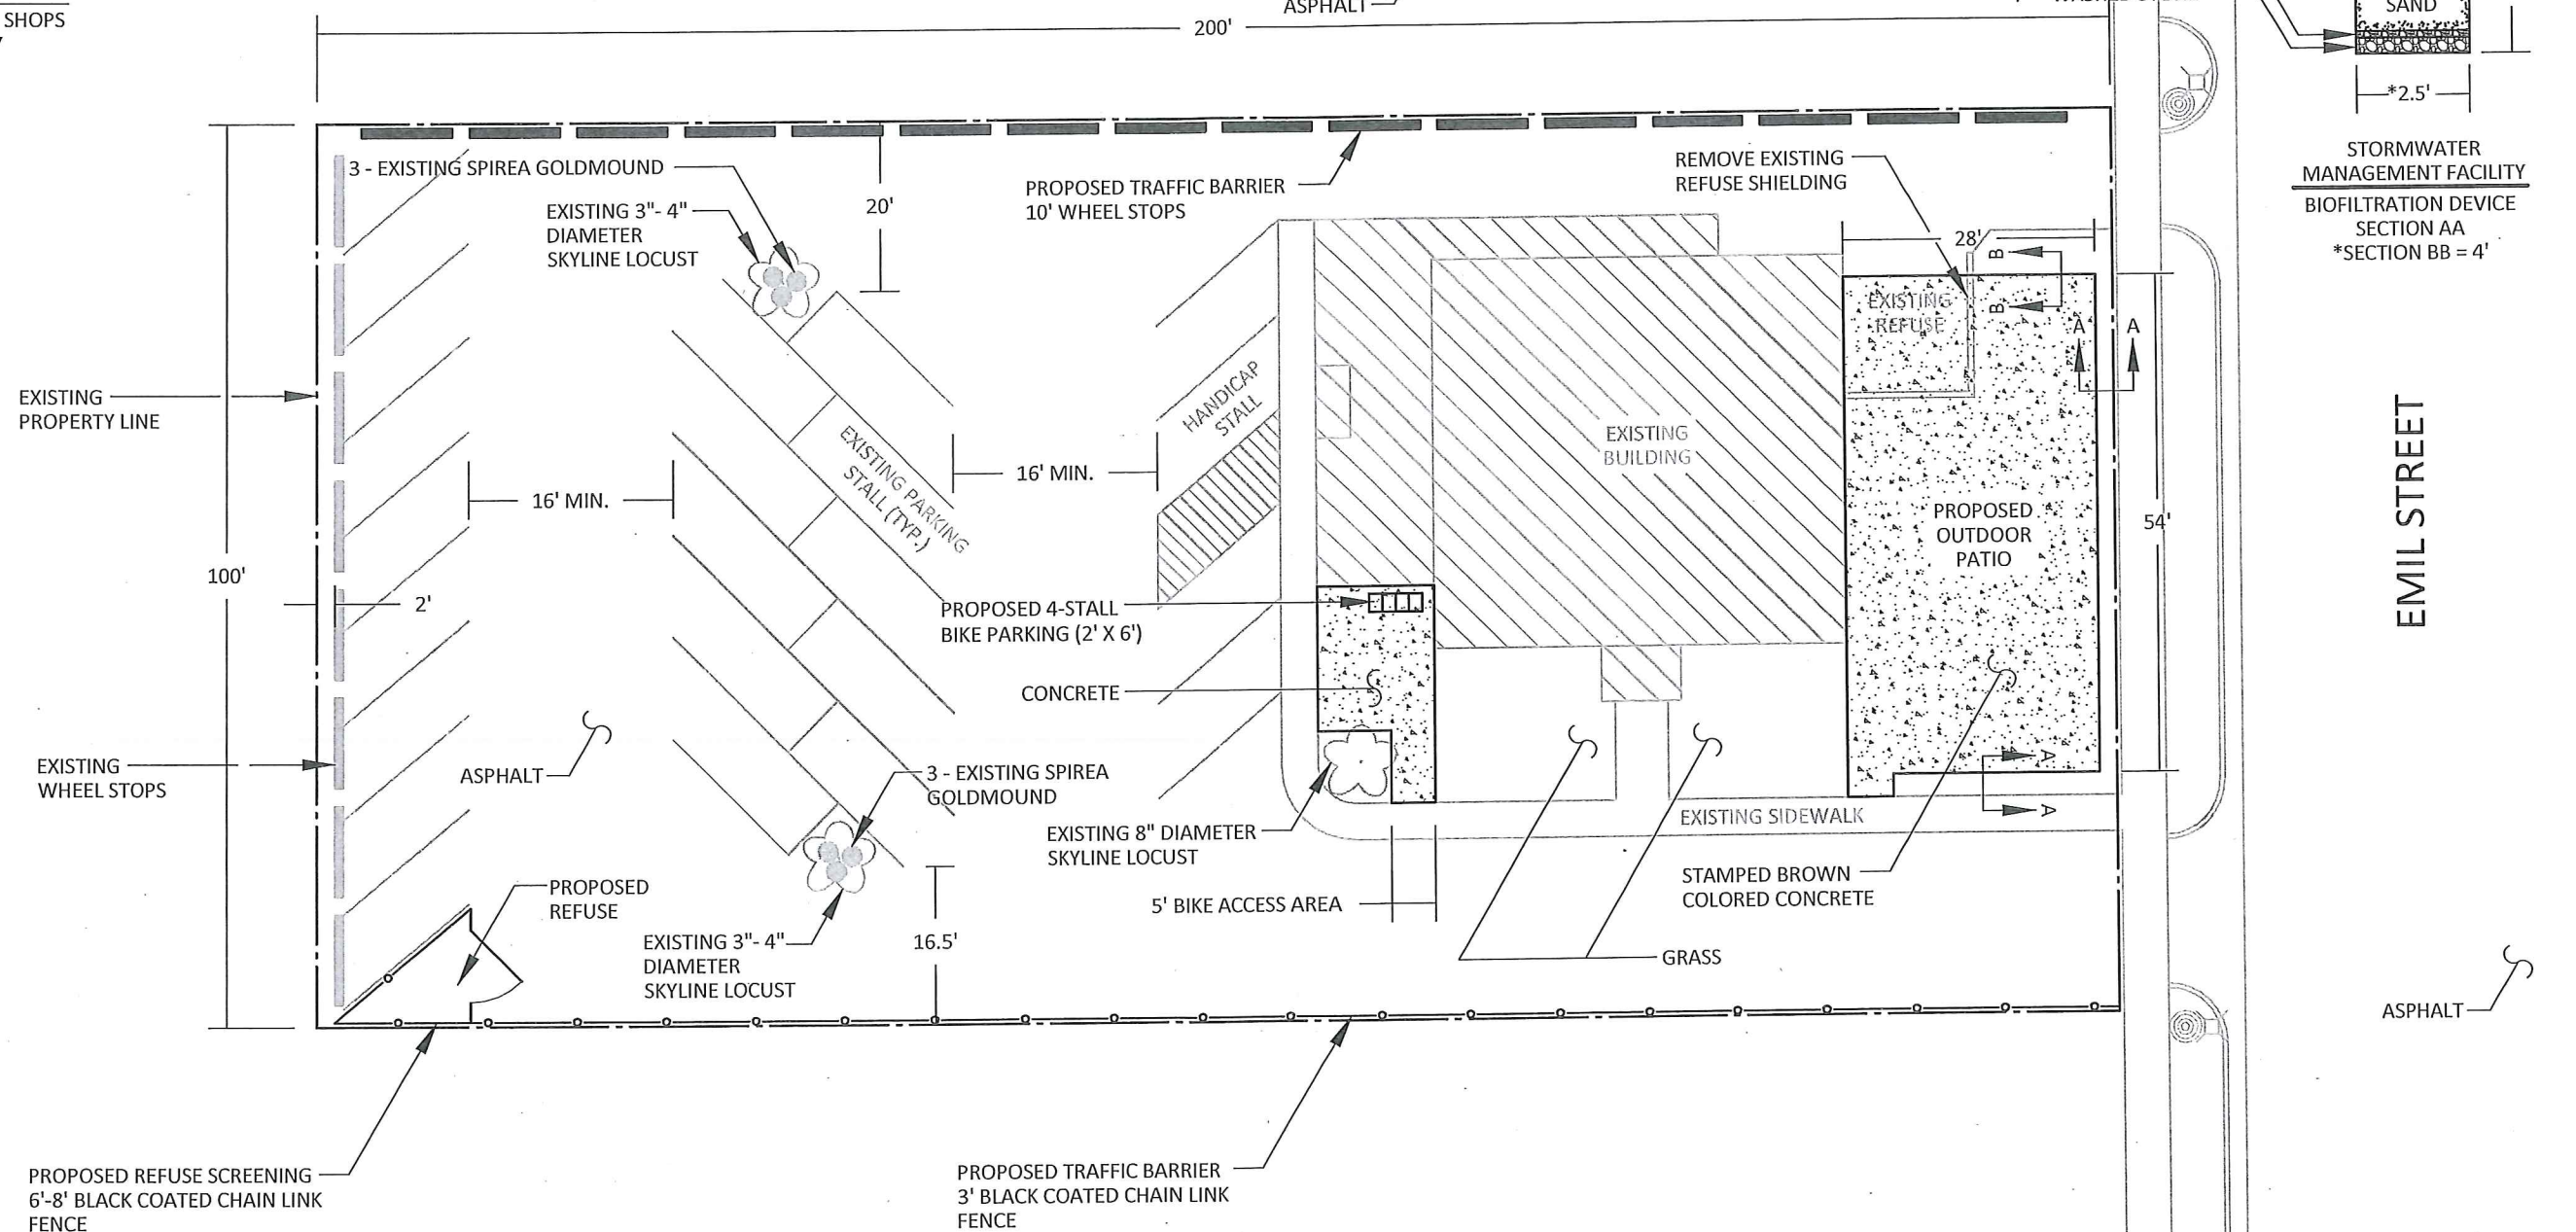 SHOPS
ASPHALT
SAND
200'
*2.5'
STORMWATER
MANAGEMENT FACILITY
BIOFILTRATION DEVICE
SECTION AA
*SECTION BB = 4'
3 - EXISTING SPIREA GOLDMOUND
EXISTING 3"- 4"
DIAMETER
SKYLINE LOCUST
20'
PROPOSED TRAFFIC BARRIER
10' WHEEL STOPS
REMOVE EXISTING
REFUSE SHIELDING
28'
B
B
A
A
EXISTING
REFUSE
HANDICAP
STALL
EXISTING
PROPERTY LINE
EXISTING PARKING
STALL (TYP.)
EXISTING
BUILDING
EMIL STREET
16' MIN.
16' MIN.
PROPOSED
OUTDOOR
PATIO
54'
100'
2'
PROPOSED 4-STALL
BIKE PARKING (2' X 6')
CONCRETE
EXISTING
WHEEL STOPS
ASPHALT
3 - EXISTING SPIREA
GOLDMOUND
A
A
EXISTING SIDEWALK
EXISTING 8" DIAMETER
SKYLINE LOCUST
STAMPED BROWN
COLORED CONCRETE
PROPOSED
REFUSE
5' BIKE ACCESS AREA
EXISTING 3"- 4"
DIAMETER
SKYLINE LOCUST
16.5'
GRASS
ASPHALT
PROPOSED REFUSE SCREENING
6'-8' BLACK COATED CHAIN LINK
FENCE
PROPOSED TRAFFIC BARRIER
3' BLACK COATED CHAIN LINK
FENCE